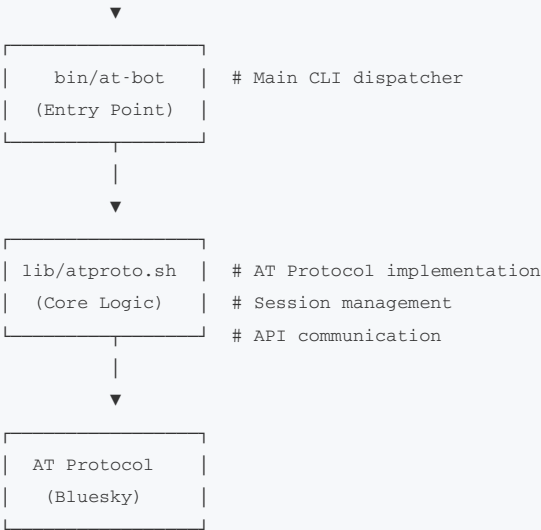 bin/at-bot # Main CLI dispatcher
(Entry Point)
lib/atproto.sh # AT Protocol implementation
(Core Logic) # Session management
# API communication
AT Protocol
(Bluesky)